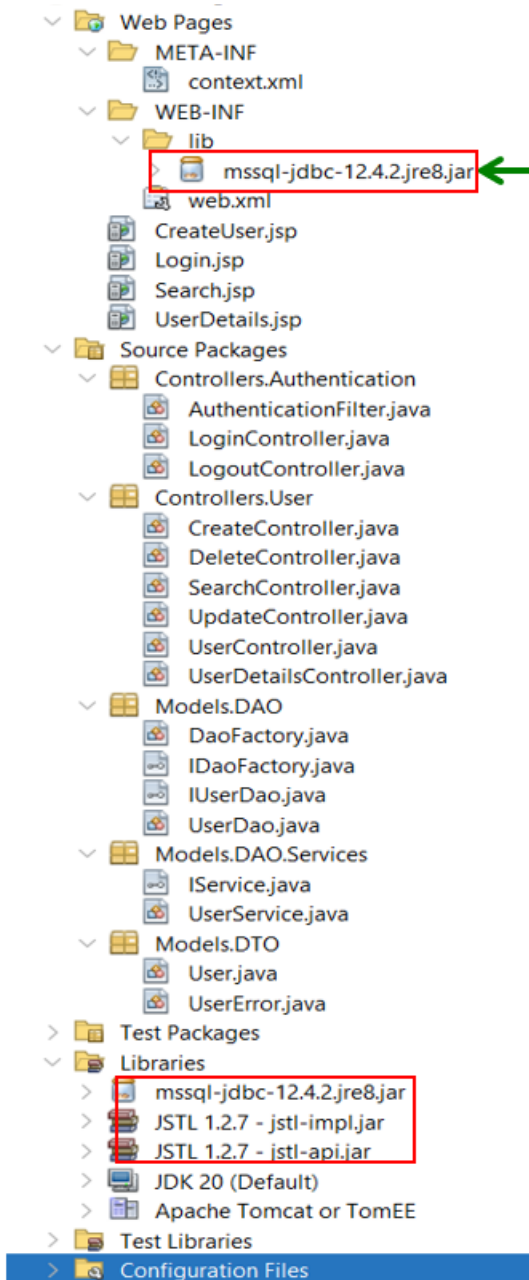 Web Pages
META-INF
context.xml
WEB-INF
lib
mssql-jdbc-12.4.2.jre8.jar
web.xml
CreateUser.jsp
Login.jsp
Search.jsp
UserDetails.jsp
Source Packages
Controllers.Authentication
AuthenticationFilter.java
LoginController.java
LogoutController.java
Controllers.User
CreateController.java
DeleteController.java
SearchController.java
UpdateController.java
UserController.java
UserDetailsController.java
Models.DAO
DaoFactory.java
IDaoFactory.java
IUserDao.java
UserDao.java
Models.DAO.Services
IService.java
UserService.java
Models.DTO
User.java
UserError.java
Test Packages
Libraries
mssql-jdbc-12.4.2.jre8.jar
JSTL 1.2.7 - jstl-impl.jar
JSTL 1.2.7 - jstl-api.jar
JDK 20 (Default)
Apache Tomcat or TomEE
Test Libraries
Configuration Files